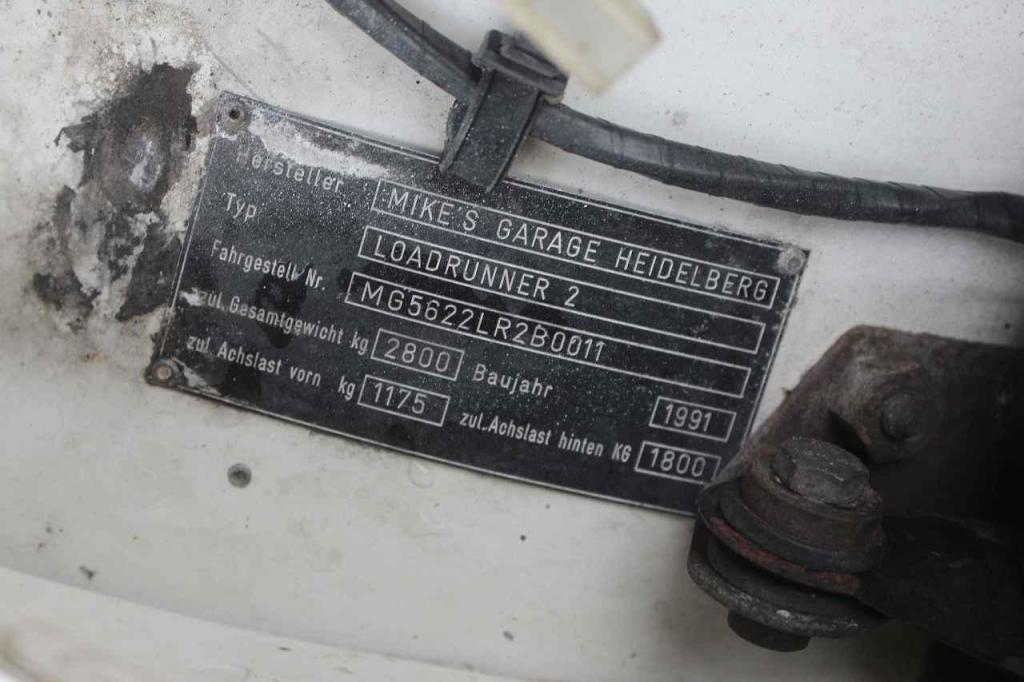 Hersteller MIKE'S GARAGE HEIDELBERG
Typ LOADRUNNER 2
Fahrgestell Nr. MG5622LR2B0011
zul. Gesamtgewicht kg 2800 Baujahr 1991
zul. Achslast vorn kg 1175 zul. Achslast hinten KG 1800